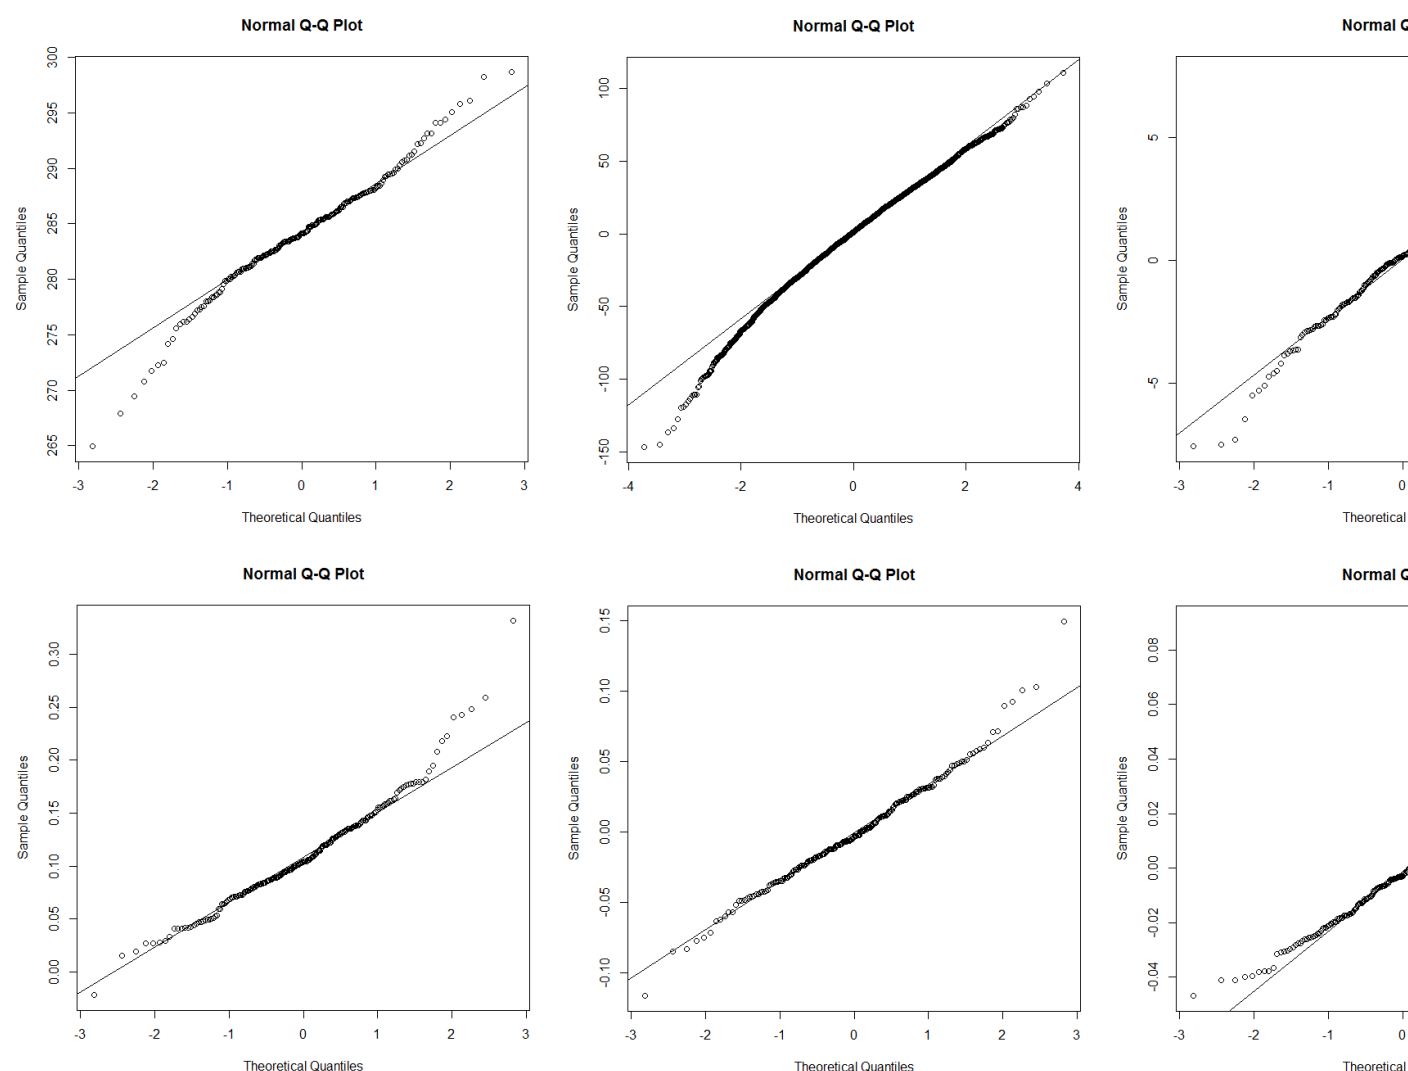 Normal Q-Q Plot
Normal Q-Q Plot
Normal Q
300
295
290
285
280
275
270
265
Sample Quantiles
-3 -2 -1 0 1 2 3
Theoretical Quantiles
100
50
0
-50
-100
-150
Sample Quantiles
-4 -2 0 2 4
Theoretical Quantiles
5
0
-5
Sample Quantiles
-3 -2 -1 0
Theoretical
Normal Q-Q Plot
Normal Q-Q Plot
Normal Q
0.30
0.25
0.20
0.15
0.10
0.05
0.00
Sample Quantiles
-3 -2 -1 0 1 2 3
Theoretical Quantiles
0.15
0.10
0.05
0.00
-0.05
-0.10
Sample Quantiles
-3 -2 -1 0 1 2 3
Theoretical Quantiles
0.08
0.06
0.04
0.02
0.00
-0.02
-0.04
Sample Quantiles
-3 -2 -1 0
Theoretical